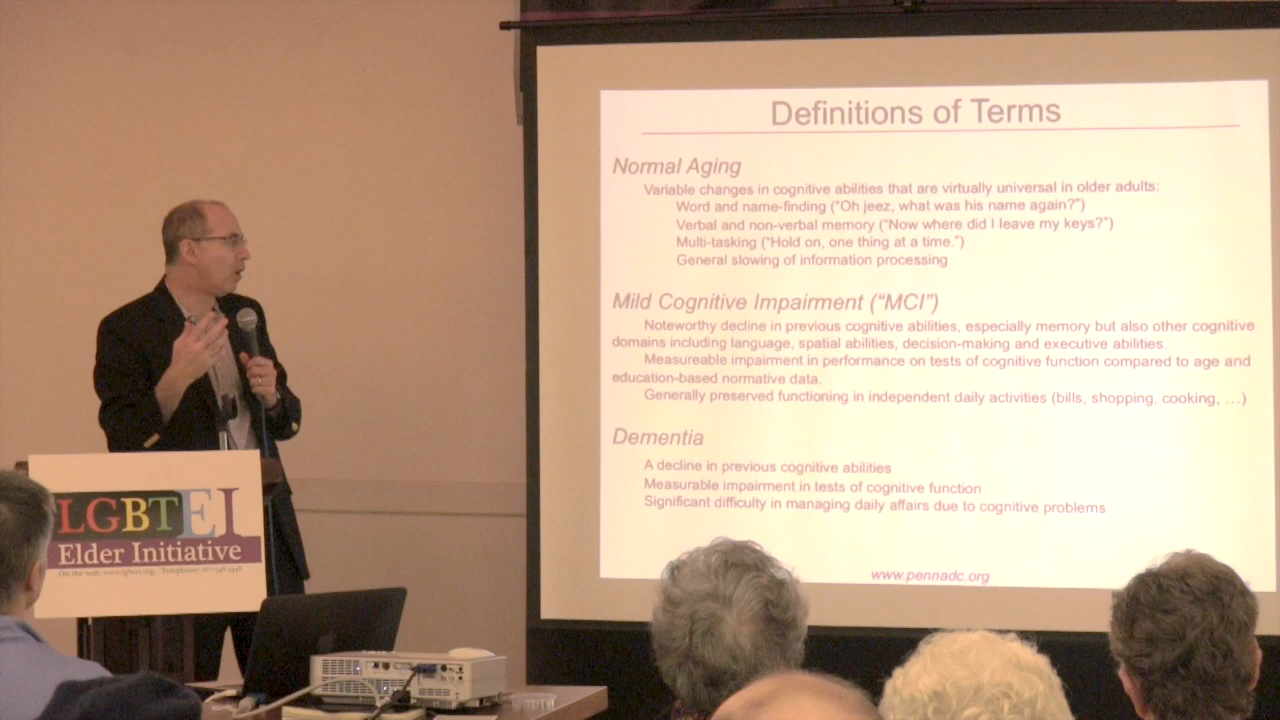 Definitions of Terms
Normal Aging
Variable changes in cognitive abilities that are virtually universal in older adults:
Word and name-finding (“Oh jeez, what was his name again?”)
Verbal and non-verbal memory (“Now where did I leave my keys?”)
Multi-tasking (“Hold on, one thing at a time.”)
General slowing of information processing
Mild Cognitive Impairment (“MCI”)
Noteworthy decline in previous cognitive abilities, especially memory but also other cognitive
domains including language, spatial abilities, decision-making and executive abilities.
Measureable impairment in performance on tests of cognitive function compared to age and
education-based normative data.
Generally preserved functioning in independent daily activities (bills, shopping, cooking, …)
Dementia
A decline in previous cognitive abilities
Measurable impairment in tests of cognitive function
Significant difficulty in managing daily affairs due to cognitive problems
www.pennadc.org
LGBTEI
Elder Initiative
On the web: www.lgbtei.org - Telephone: